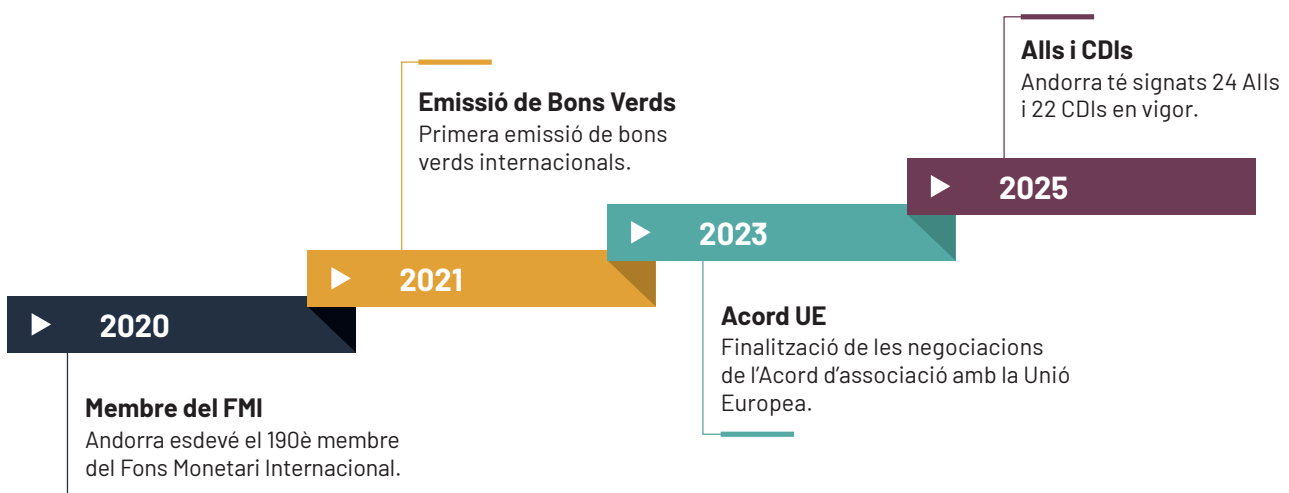 2020
Membre del FMI
Andorra esdevé el 190è membre
del Fons Monetari Internacional.
2021
Emissió de Bons Verds
Primera emissió de bons
verds internacionals.
2023
Acord UE
Finalització de les negociacions
de l’Acord d’associació amb la Unió
Europea.
2025
AIIs i CDIs
Andorra té signats 24 AIIs
i 22 CDIs en vigor.